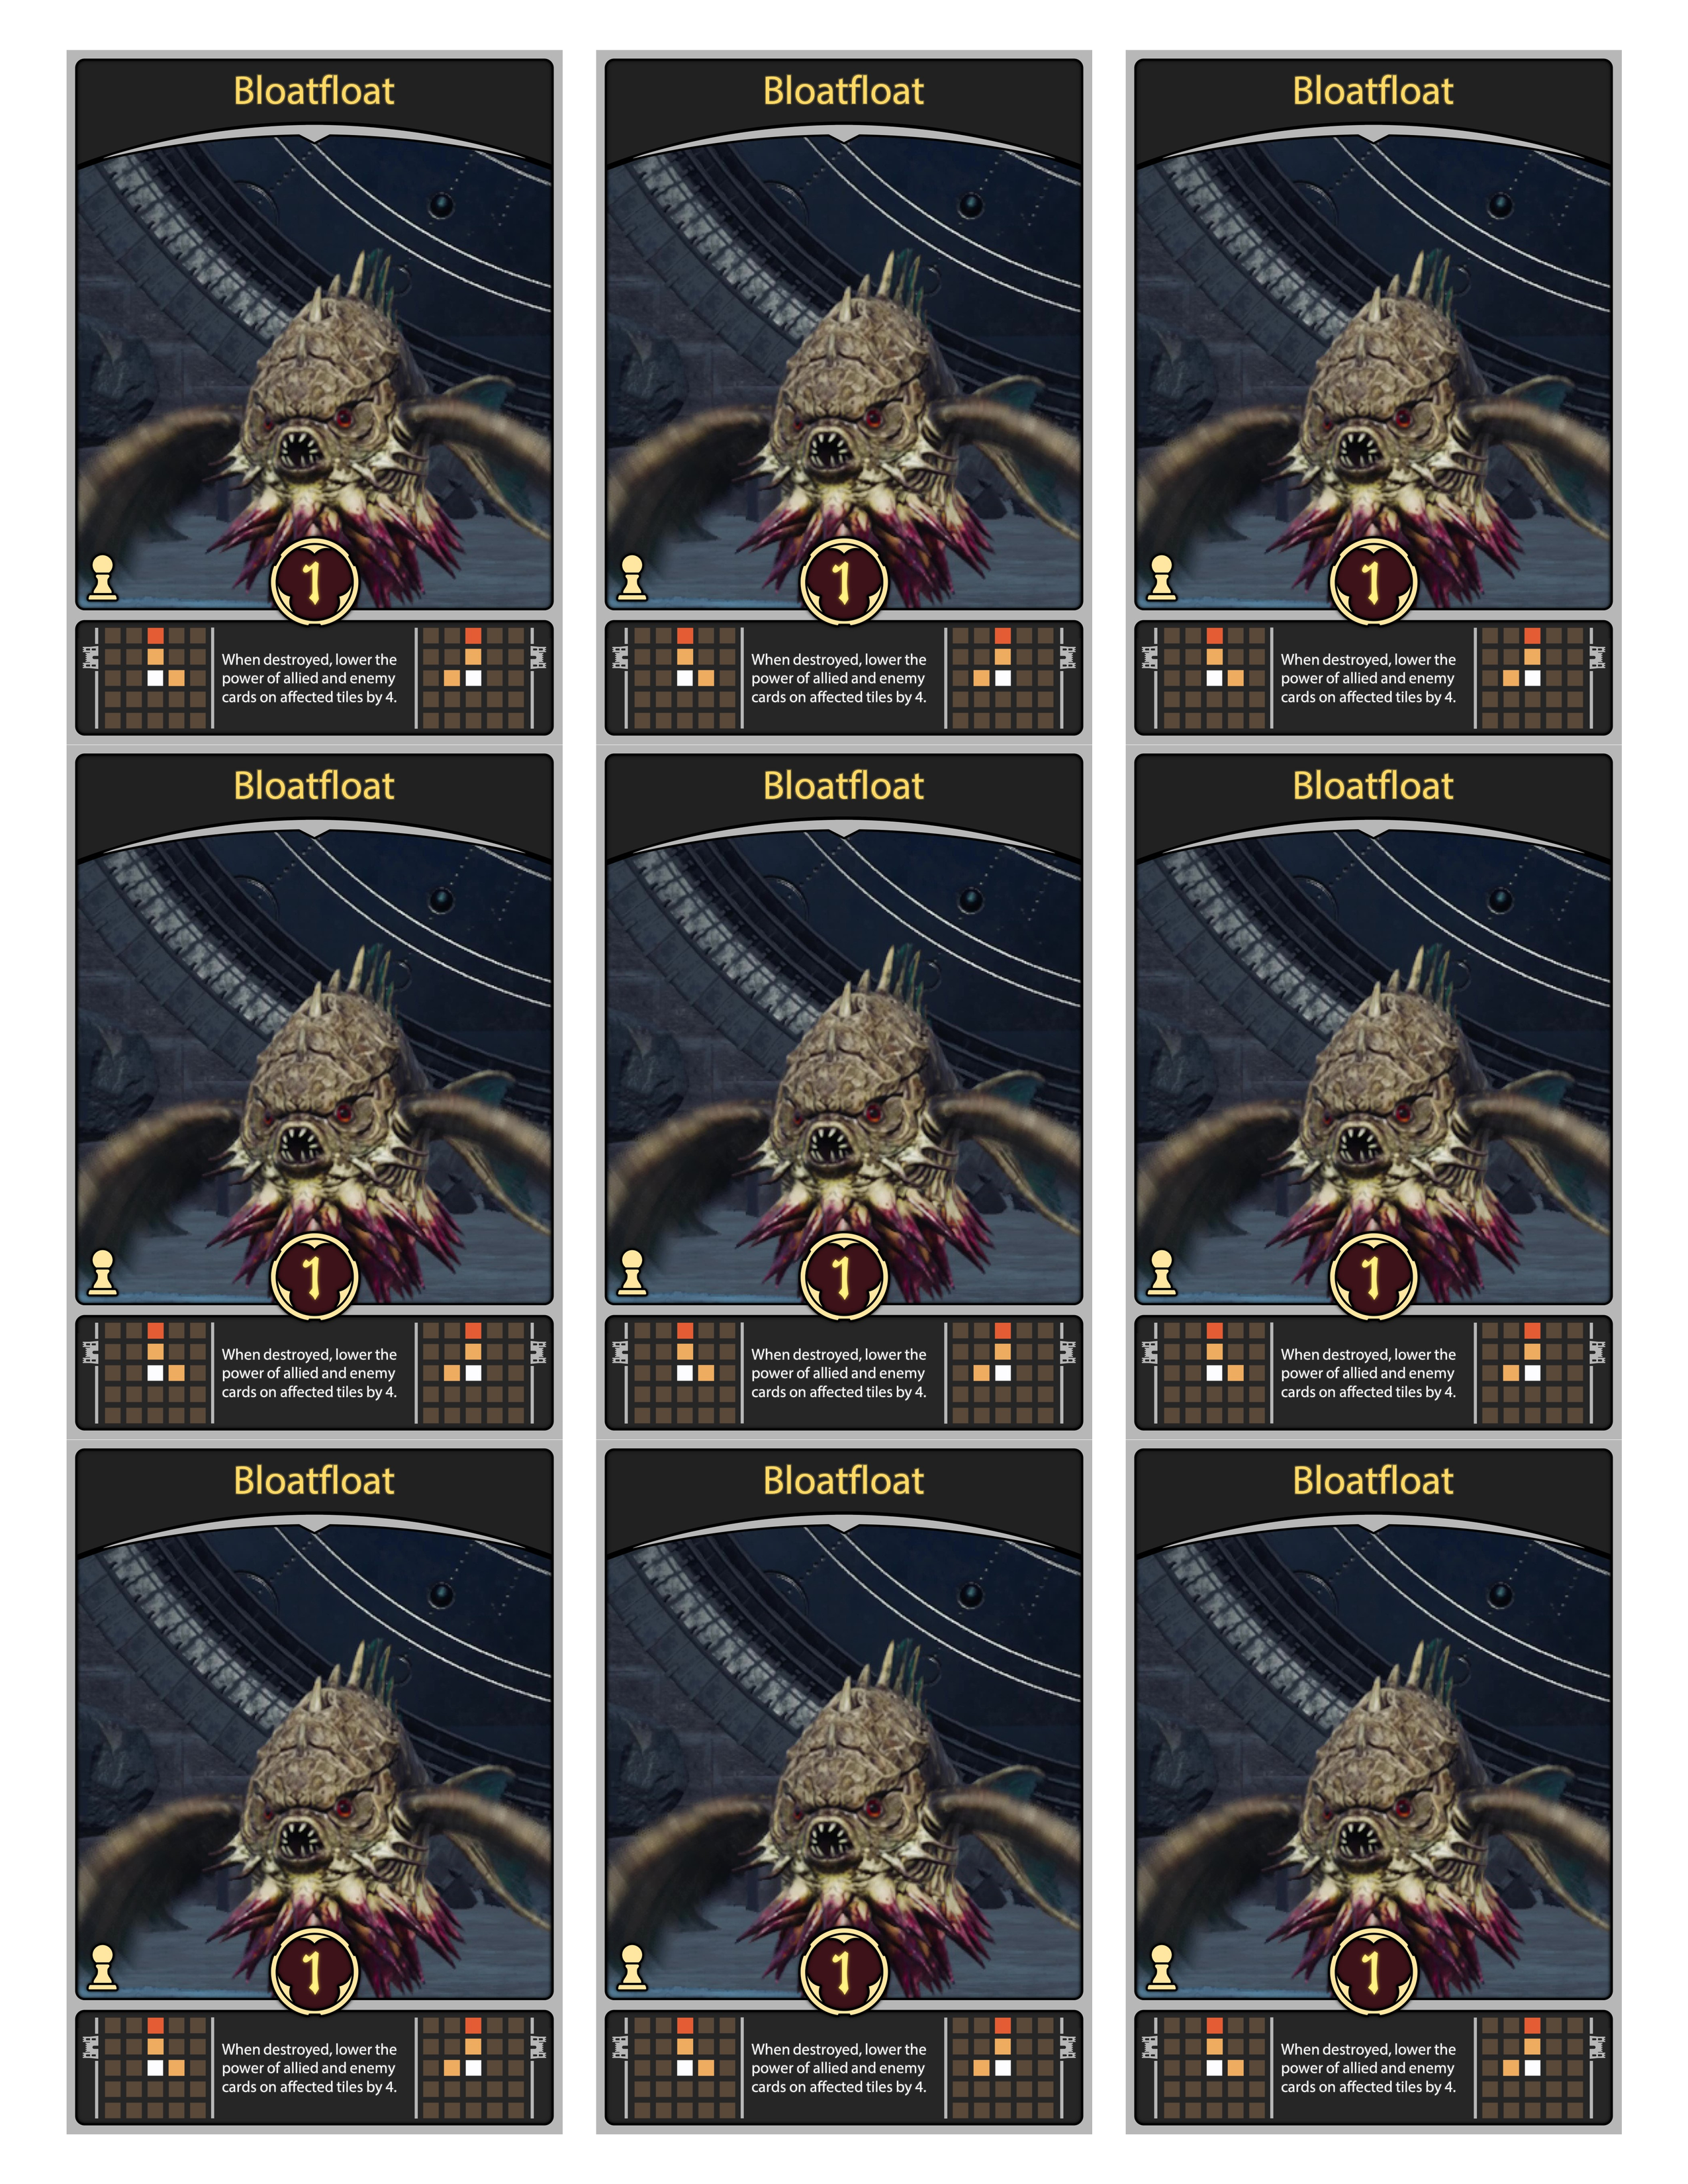 Bloatfloat
1
When destroyed, lower the
power of allied and enemy
cards on affected tiles by 4.
Bloatfloat
1
When destroyed, lower the
power of allied and enemy
cards on affected tiles by 4.
Bloatfloat
1
When destroyed, lower the
power of allied and enemy
cards on affected tiles by 4.
Bloatfloat
1
When destroyed, lower the
power of allied and enemy
cards on affected tiles by 4.
Bloatfloat
1
When destroyed, lower the
power of allied and enemy
cards on affected tiles by 4.
Bloatfloat
1
When destroyed, lower the
power of allied and enemy
cards on affected tiles by 4.
Bloatfloat
1
When destroyed, lower the
power of allied and enemy
cards on affected tiles by 4.
Bloatfloat
1
When destroyed, lower the
power of allied and enemy
cards on affected tiles by 4.
Bloatfloat
1
When destroyed, lower the
power of allied and enemy
cards on affected tiles by 4.